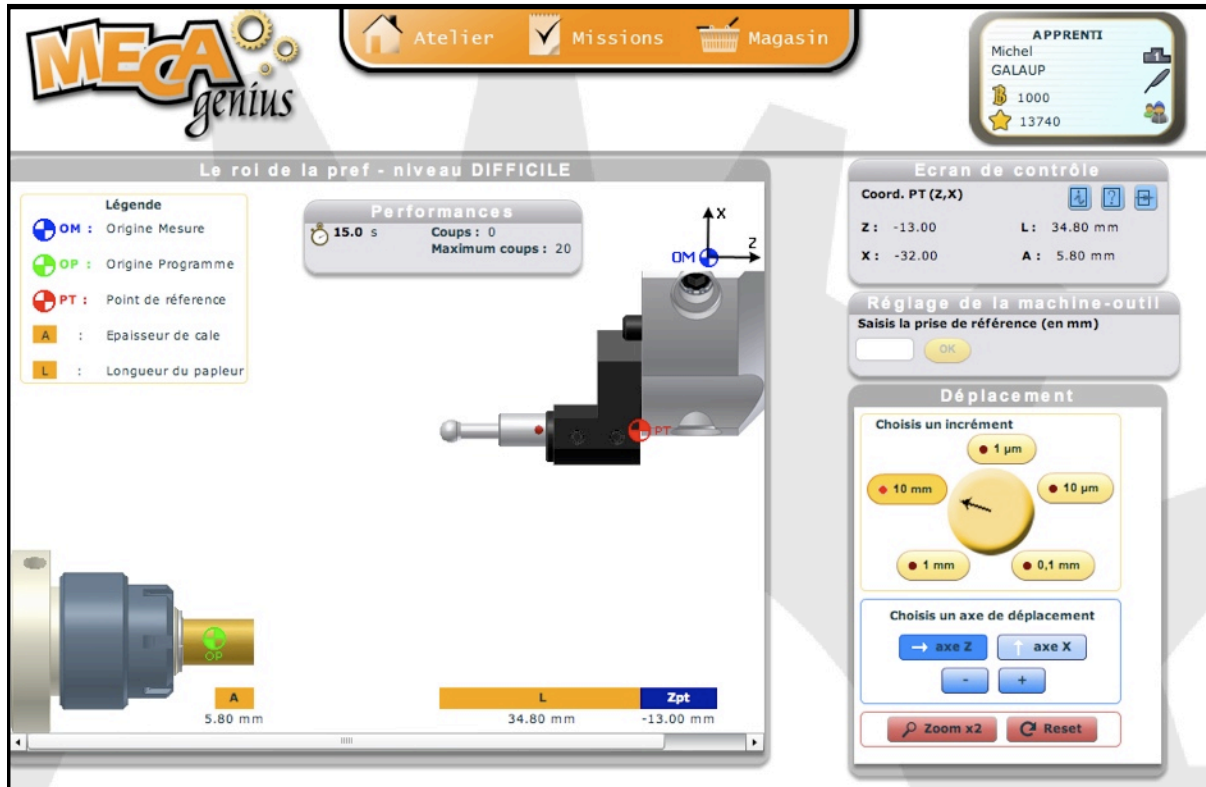 MECA genius
Atelier
Missions
Magasin
APPRENTI
Michel
GALAUP
1000
13740
Le roi de la pref - niveau DIFFICILE
Légende
OM : Origine Mesure
OP : Origine Programme
PT : Point de réference
A : Epaisseur de cale
L : Longueur du papleur
Performances
15.0 s
Coups : 0
Maximum coups : 20
X
Z
OM
PT
OP
A
5.80 mm
L
34.80 mm
Zpt
-13.00 mm
Ecran de contrôle
Coord. PT (Z,X)
?
Z : -13.00 L : 34.80 mm
X : -32.00 A : 5.80 mm
Réglage de la machine-outil
Saisis la prise de référence (en mm)
OK
Déplacement
Choisis un incrément
1 µm
10 mm
10 µm
1 mm
0,1 mm
Choisis un axe de déplacement
→ axe Z
↑ axe X
-
+
Zoom x2
Reset